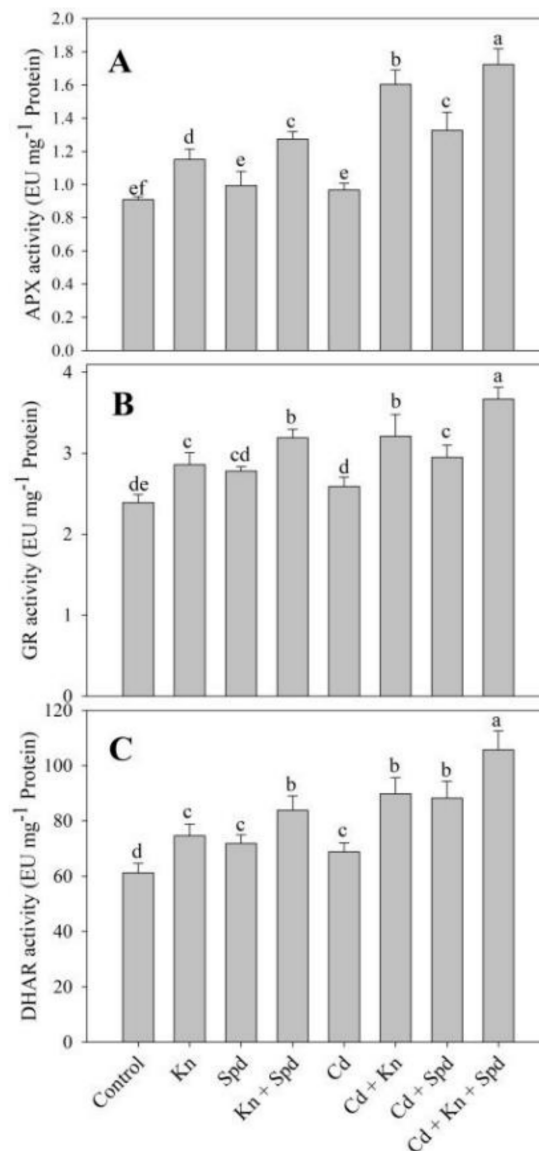 A
APX activity (EU mg⁻¹ Protein)
2.0
1.8
1.6
1.4
1.2
1.0
0.8
0.6
0.4
0.2
0.0
ef
d
e
c
e
b
c
a
B
GR activity (EU mg⁻¹ Protein)
4
3
2
1
0
de
c
cd
b
d
b
c
a
C
DHAR activity (EU mg⁻¹ Protein)
120
100
80
60
40
20
0
d
c
c
b
c
b
b
a
Control
Kn
Spd
Kn + Spd
Cd
Cd + Kn
Cd + Spd
Cd + Kn + Spd